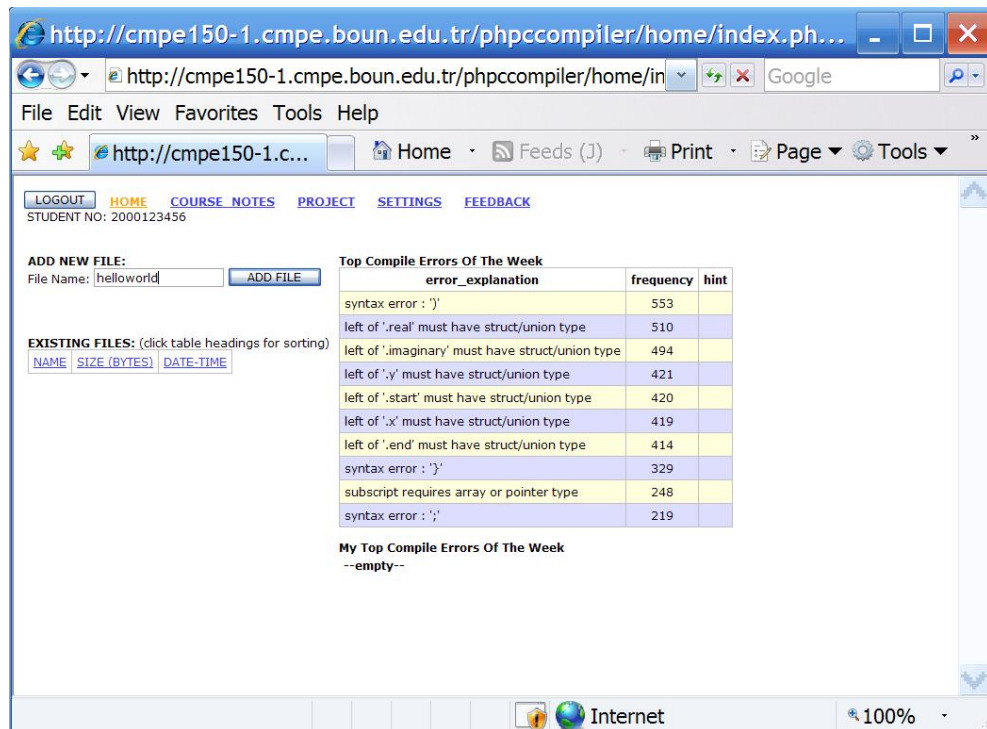 http://cmpe150-1.cmpe.boun.edu.tr/phpccompiler/home/index.ph...
http://cmpe150-1.cmpe.boun.edu.tr/phpccompiler/home/in
Google
File Edit View Favorites Tools Help
http://cmpe150-1.c...
Home
Feeds (J)
Print
Page
Tools
»
LOGOUT HOME COURSE NOTES PROJECT SETTINGS FEEDBACK
STUDENT NO: 2000123456
ADD NEW FILE:
File Name: helloworld ADD FILE
EXISTING FILES: (click table headings for sorting)
NAME SIZE (BYTES) DATE-TIME
Top Compile Errors Of The Week
error_explanation frequency hint
syntax error : ')' 553
left of '.real' must have struct/union type 510
left of '.imaginary' must have struct/union type 494
left of '.y' must have struct/union type 421
left of '.start' must have struct/union type 420
left of '.x' must have struct/union type 419
left of '.end' must have struct/union type 414
syntax error : '}' 329
subscript requires array or pointer type 248
syntax error : ';' 219
My Top Compile Errors Of The Week
--empty--
Internet
100%